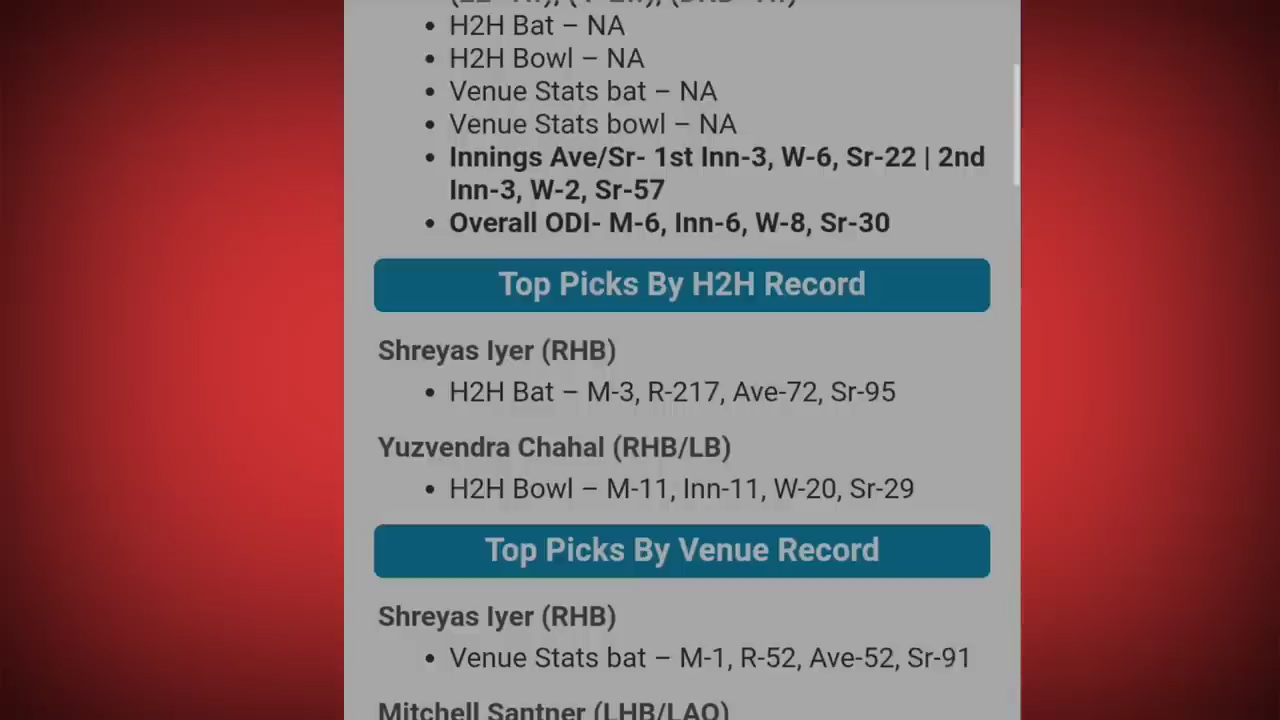 H2H Bat – NA
H2H Bowl – NA
Venue Stats bat – NA
Venue Stats bowl – NA
Innings Ave/Sr- 1st Inn-3, W-6, Sr-22 | 2nd
Inn-3, W-2, Sr-57
Overall ODI- M-6, Inn-6, W-8, Sr-30
Top Picks By H2H Record
Shreyas Iyer (RHB)
H2H Bat – M-3, R-217, Ave-72, Sr-95
Yuzvendra Chahal (RHB/LB)
H2H Bowl – M-11, Inn-11, W-20, Sr-29
Top Picks By Venue Record
Shreyas Iyer (RHB)
Venue Stats bat – M-1, R-52, Ave-52, Sr-91
Mitchell Santner (LHB/LAO)